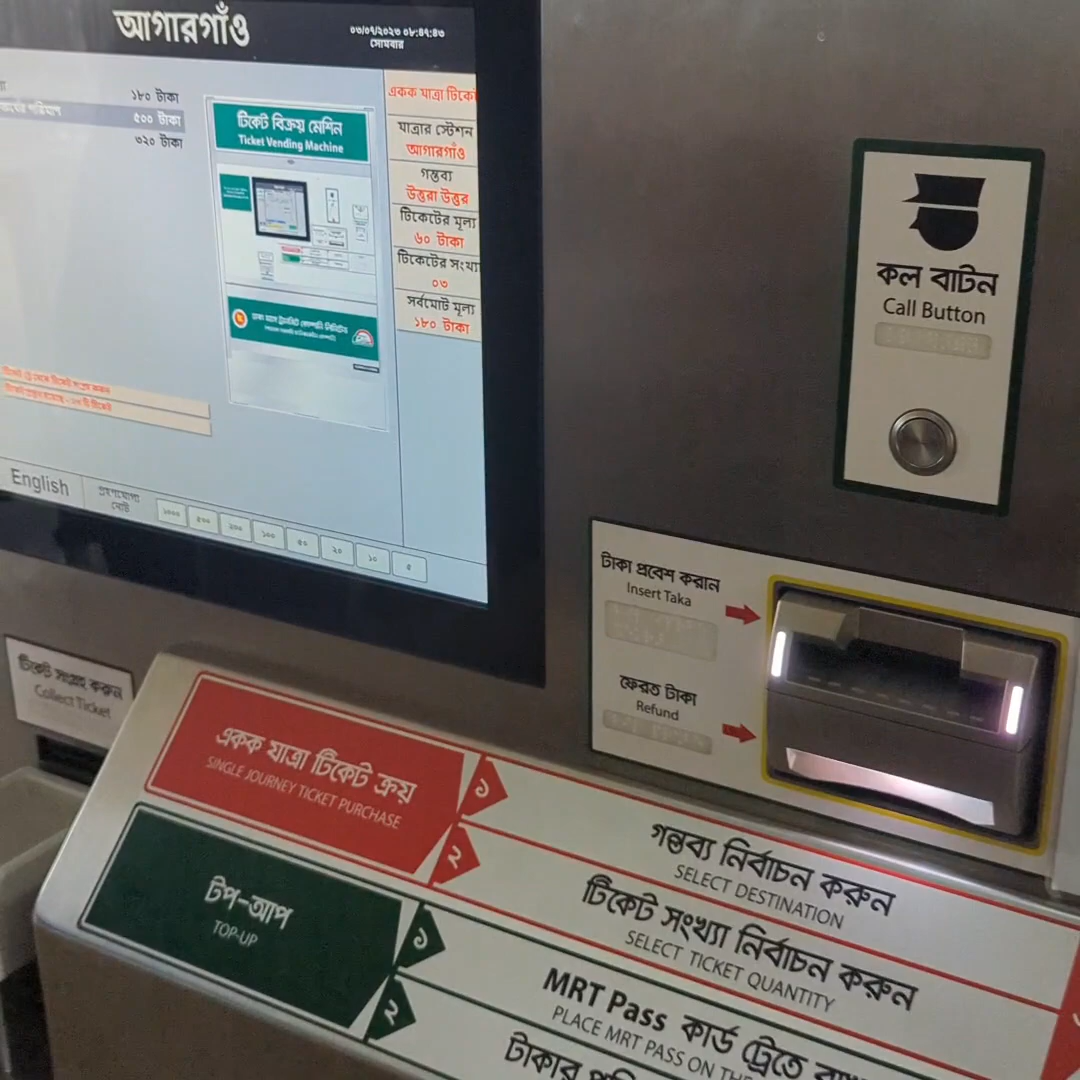 আগারগাঁও
০৩/০৭/২০২৩ ০৮:৪৭:৪৩
সোমবার
১৮০ টাকা
পরিমাণ ৫০০ টাকা
৩২০ টাকা
টিকেট বিক্রয় মেশিন
Ticket Vending Machine
একক যাত্রা
যাত্রার স্টেশন
আগারগাঁও
গন্তব্য
উত্তরা উত্তর
টিকেটের মূল্য
৬০ টাকা
টিকেটের সংখ্যা
০৩
সর্বমোট মূল্য
১৮০ টাকা
English
গ্রহণযোগ্য
নোট
১০০০ ৫০০ ২০০ ১০০ ৫০ ২০ ১০ ৫
কল বাটন
Call Button
টাকা প্রবেশ করান
Insert Taka
ফেরত টাকা
Refund
টিকেট সংগ্রহ করুন
Collect Ticket
একক যাত্রা টিকেট ক্রয়
SINGLE JOURNEY TICKET PURCHASE
১
গন্তব্য নির্বাচন করুন
SELECT DESTINATION
২
টিকেট সংখ্যা নির্বাচন করুন
SELECT TICKET QUANTITY
টপ-আপ
TOP-UP
১
MRT Pass কার্ড ট্রেতে
PLACE MRT PASS ON THE
২
টাকার